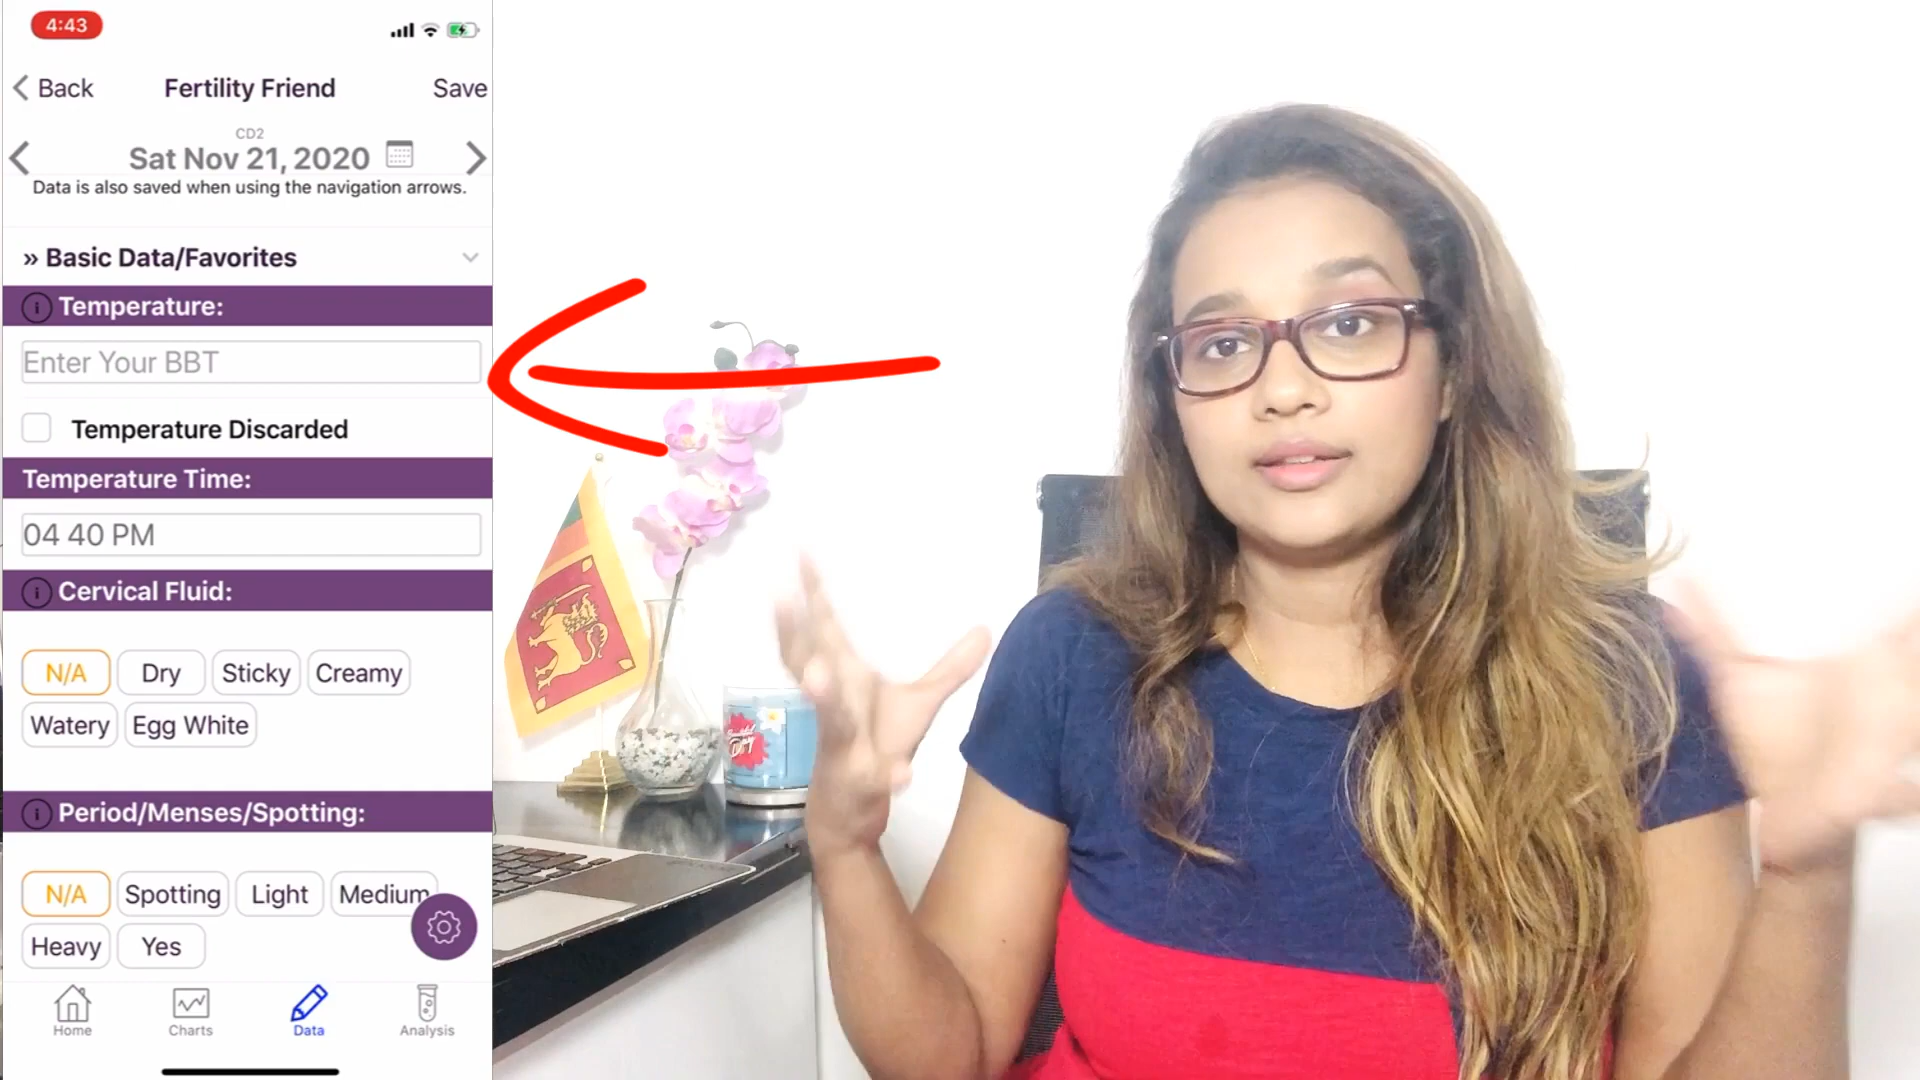 4:43
Back
Fertility Friend
Save
CD2
Sat Nov 21, 2020
Data is also saved when using the navigation arrows.
» Basic Data/Favorites
i Temperature:
Enter Your BBT
Temperature Discarded
Temperature Time:
04 40 PM
i Cervical Fluid:
N/A Dry Sticky Creamy
Watery Egg White
i Period/Menses/Spotting:
N/A Spotting Light Medium
Heavy Yes
Home Charts Data Analysis
Day